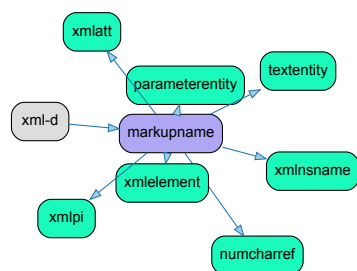 xmlatt
textentity
parameterentity
xml-d
markupname
xmlnsname
xmlelement
xmlpi
numcharref